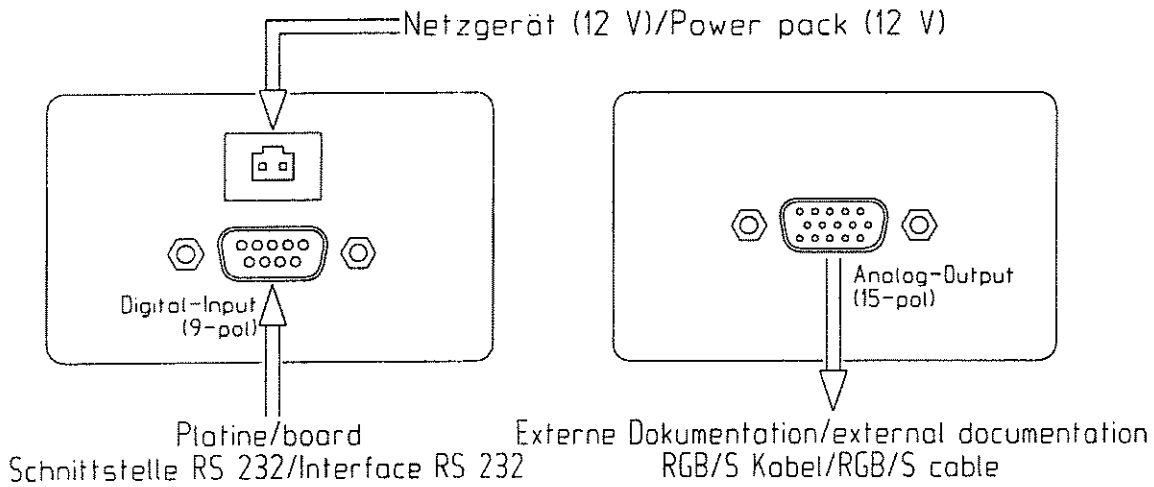 Netzgerät (12 V)/Power pack (12 V)
Digital-Input
(9-pol)
Analog-Output
(15-pol)
Platine/board
Schnittstelle RS 232/Interface RS 232
Externe Dokumentation/external documentation
RGB/S Kabel/RGB/S cable